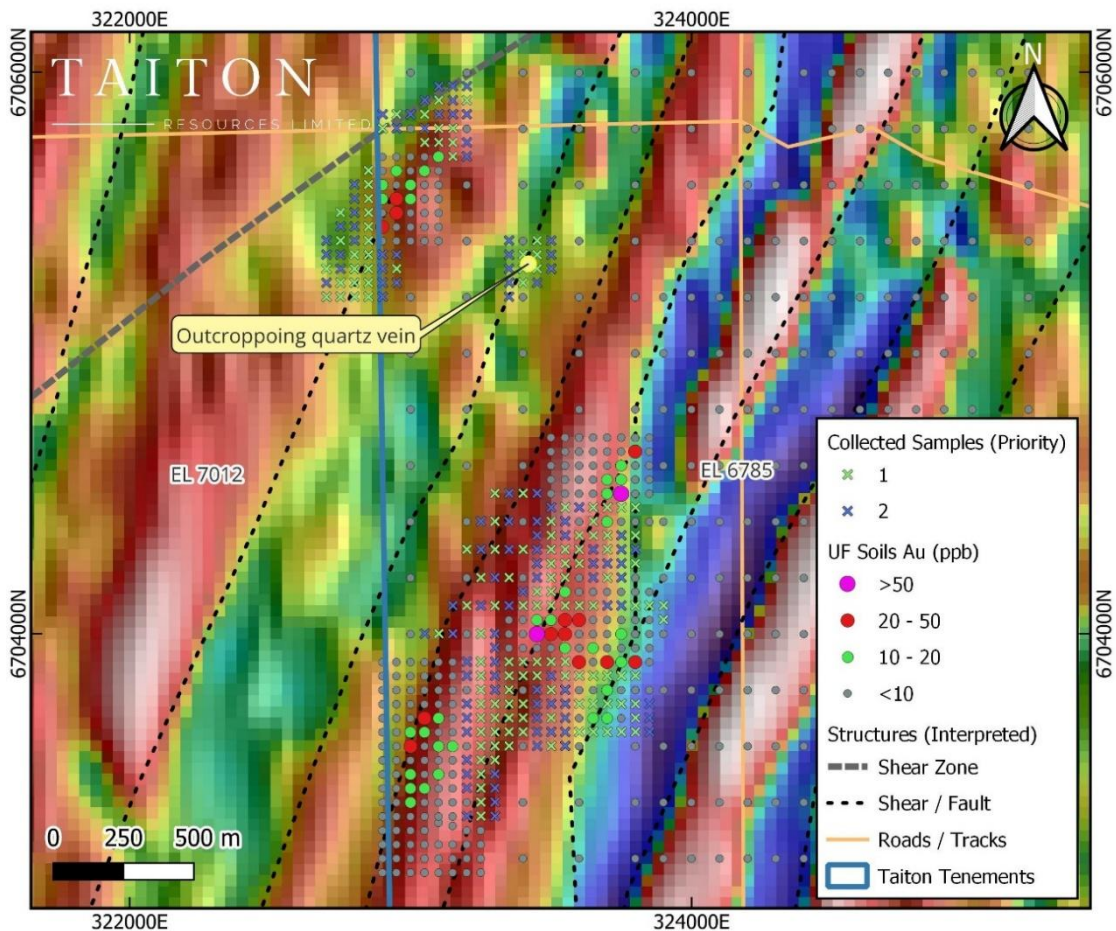 322000E
324000E
6706000N
TAITON
RESOURCES LIMITED
N
6706000N
Outcroppoing quartz vein
EL 7012
EL 6785
Collected Samples (Priority)
1
2
UF Soils Au (ppb)
>50
20 - 50
10 - 20
<10
Structures (Interpreted)
Shear Zone
Shear / Fault
Roads / Tracks
Taiton Tenements
6704000N
6704000N
0 250 500 m
322000E
324000E